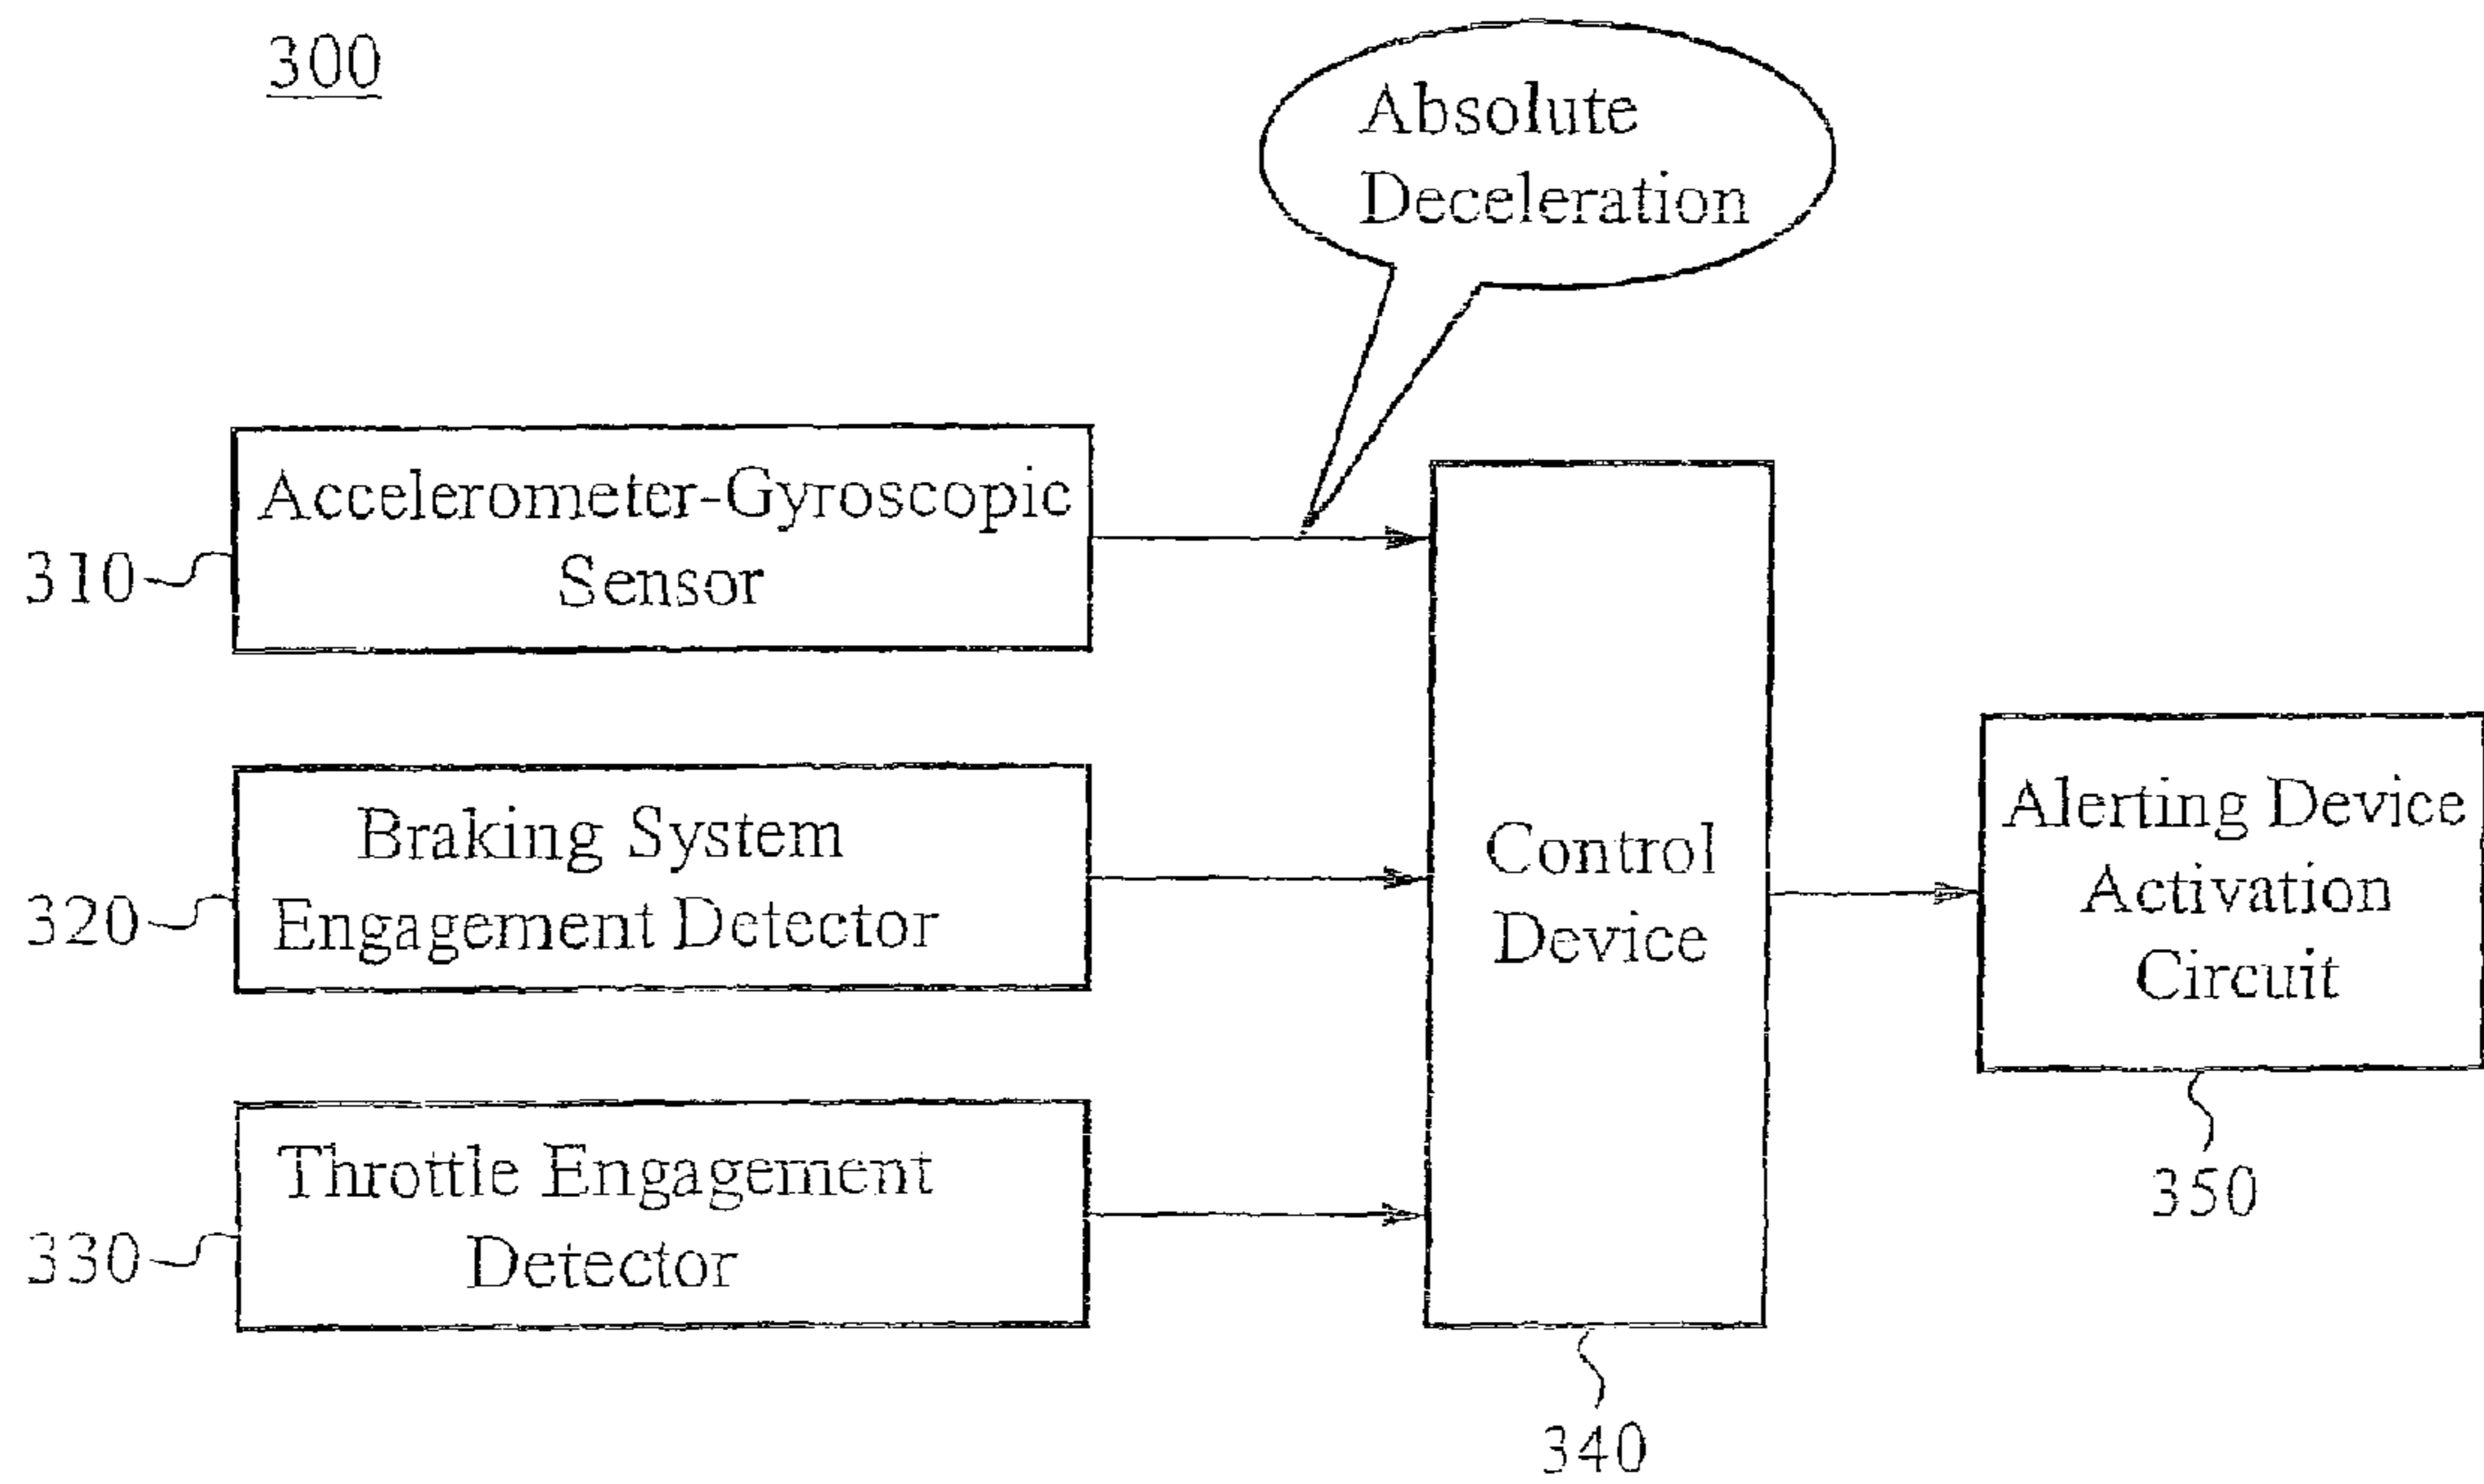 300
Absolute
Deceleration
Accelerometer-Gyroscopic
Sensor
310
Braking System
Engagement Detector
320
Throttle Engagement
Detector
330
Control
Device
340
Alerting Device
Activation
Circuit
350